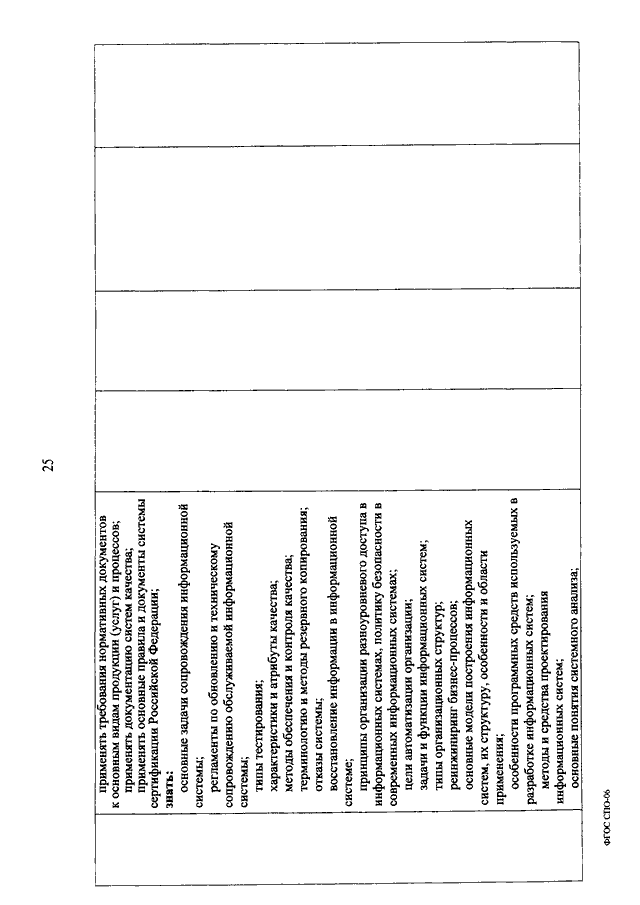 25
применять требования нормативных документов
к основным видам продукции (услуг) и процессов;
применять документацию систем качества;
применять основные правила и документы системы
сертификации Российской Федерации;
знать:
основные задачи сопровождения информационной
системы;
регламенты по обновлению и техническому
сопровождению обслуживаемой информационной
системы;
типы тестирования;
характеристики и атрибуты качества;
методы обеспечения и контроля качества;
терминологию и методы резервного копирования;
отказы системы;
восстановление информации в информационной
системе;
принципы организации разноуровневого доступа в
информационных системах, политику безопасности в
современных информационных системах;
цели автоматизации организации;
задачи и функции информационных систем;
типы организационных структур;
реинжиниринг бизнес-процессов;
основные модели построения информационных
систем, их структуру, особенности и области
применения;
особенности программных средств используемых в
разработке информационных систем;
методы и средства проектирования
информационных систем;
основные понятия системного анализа;
ФГОС СПО-06